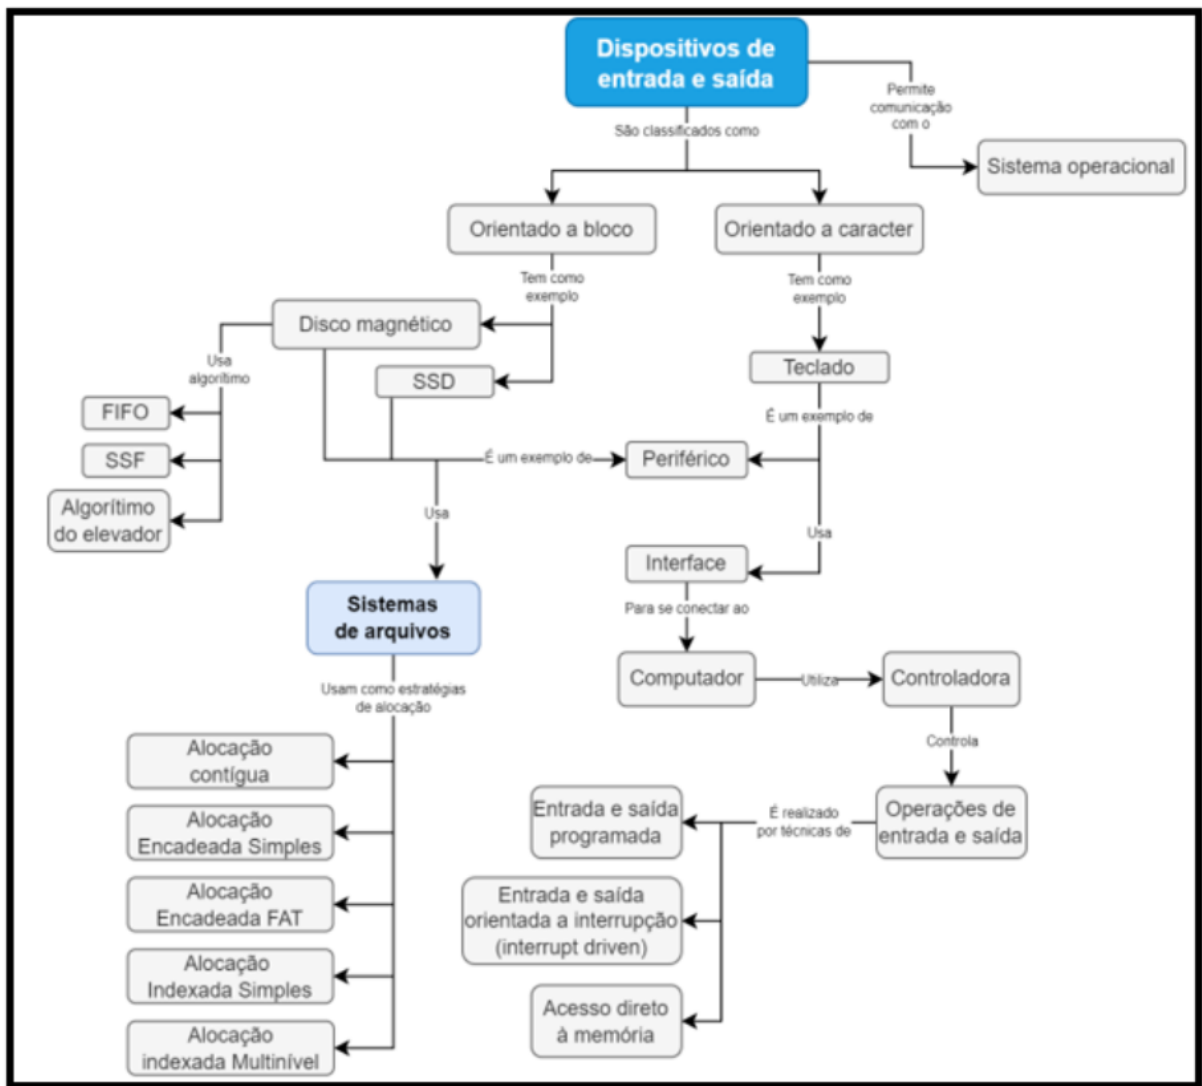 Dispositivos de
entrada e saída
Permite
comunicação
com o
São classificados como
Sistema operacional
Orientado a bloco
Orientado a caracter
Tem como
exemplo
Tem como
exemplo
Disco magnético
Usa
algorítimo
SSD
Teclado
FIFO
É um exemplo de
SSF
É um exemplo de
Periférico
Algorítimo
do elevador
Usa
Usa
Interface
Sistemas
de arquivos
Para se conectar ao
Computador
Utiliza
Controladora
Usam como estratégias
de alocação
Controla
Alocação
contígua
Alocação
Encadeada Simples
Alocação
Encadeada FAT
Alocação
Indexada Simples
Alocação
indexada Multinível
Operações de
entrada e saída
É realizado
por técnicas de
Entrada e saída
programada
Entrada e saída
orientada a interrupção
(interrupt driven)
Acesso direto
à memória